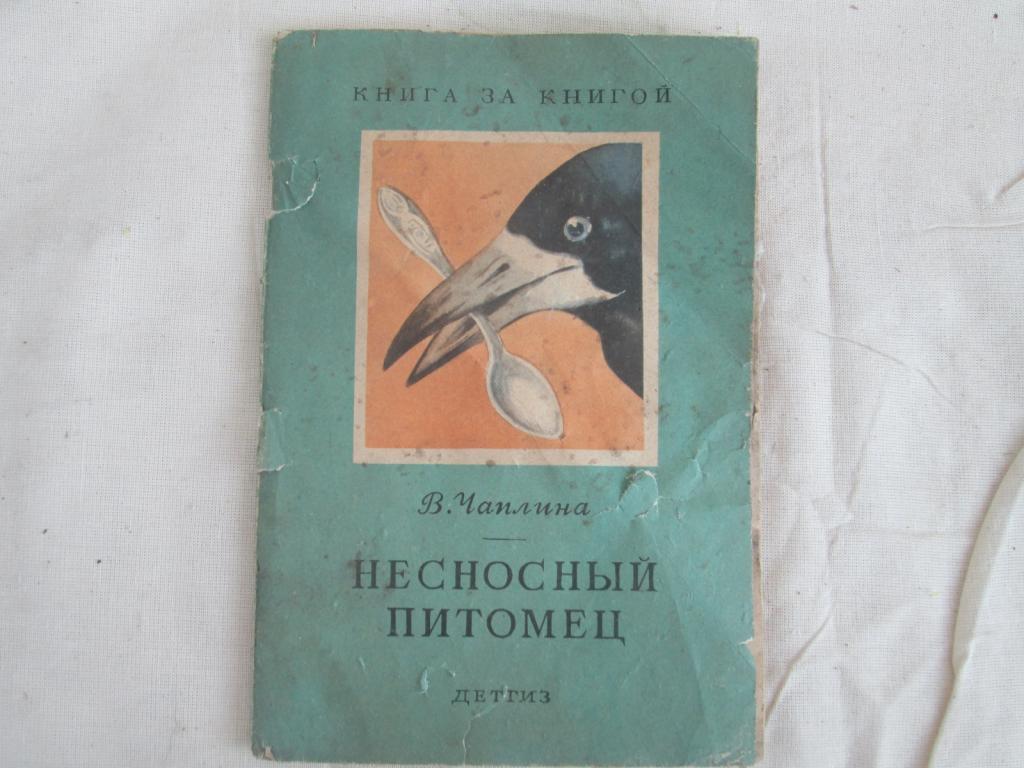 КНИГА ЗА КНИГОЙ
В. Чаплина
НЕСНОСНЫЙ
ПИТОМЕЦ
ДЕТГИЗ